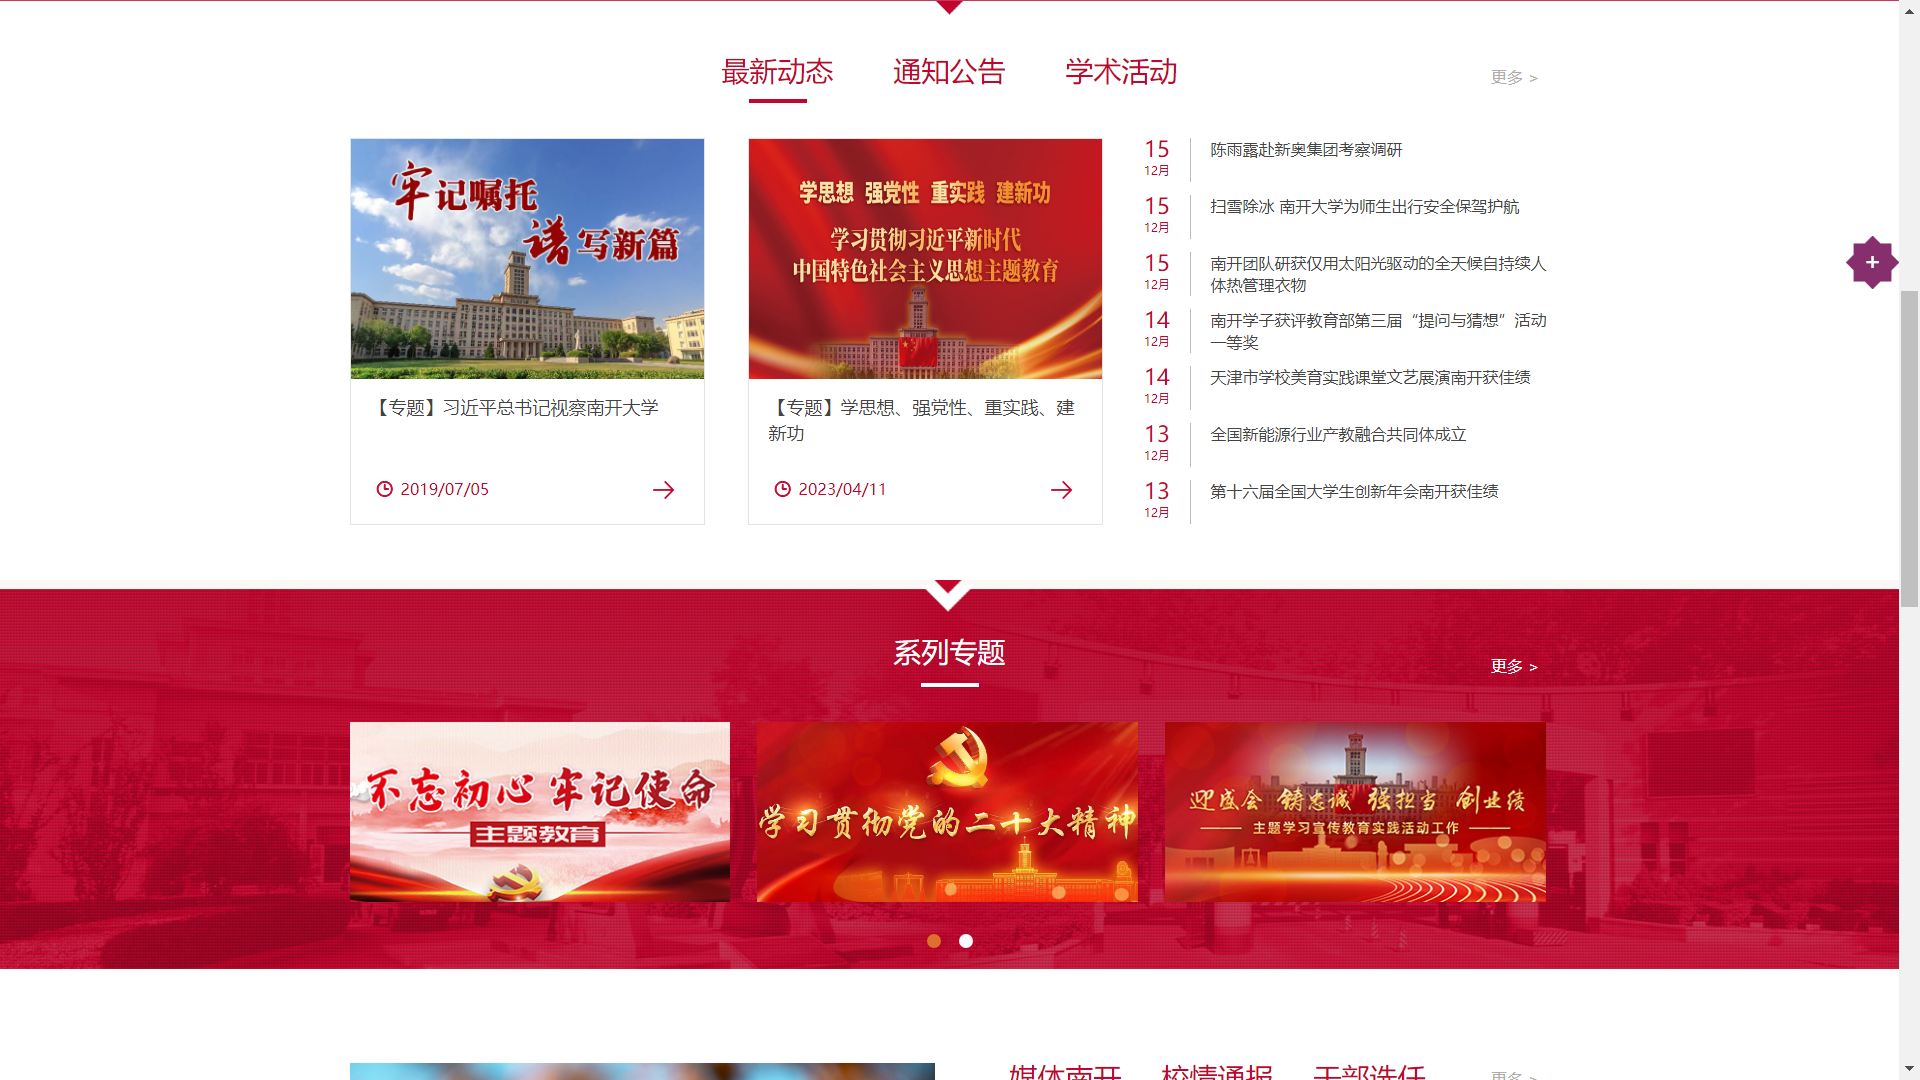 最新动态 通知公告 学术活动 更多 >
牢记嘱托
谱写新篇
【专题】习近平总书记视察南开大学
2019/07/05
学思想 强党性 重实践 建新功
学习贯彻习近平新时代
中国特色社会主义思想主题教育
【专题】学思想、强党性、重实践、建
新功
2023/04/11
15
12月
陈雨露赴新奥集团考察调研
15
12月
扫雪除冰 南开大学为师生出行安全保驾护航
15
12月
南开团队研获仅用太阳光驱动的全天候自持续人
体热管理衣物
14
12月
南开学子获评教育部第三届“提问与猜想”活动
一等奖
14
12月
天津市学校美育实践课堂文艺展演南开获佳绩
13
12月
全国新能源行业产教融合共同体成立
13
12月
第十六届全国大学生创新年会南开获佳绩
+
系列专题
更多 >
不忘初心 牢记使命
主题教育
学习贯彻党的二十大精神
迎盛会 铸忠诚 强担当 创业绩
主题学习宣传教育实践活动工作
媒体南开 校情通报 干部选任 更多 >